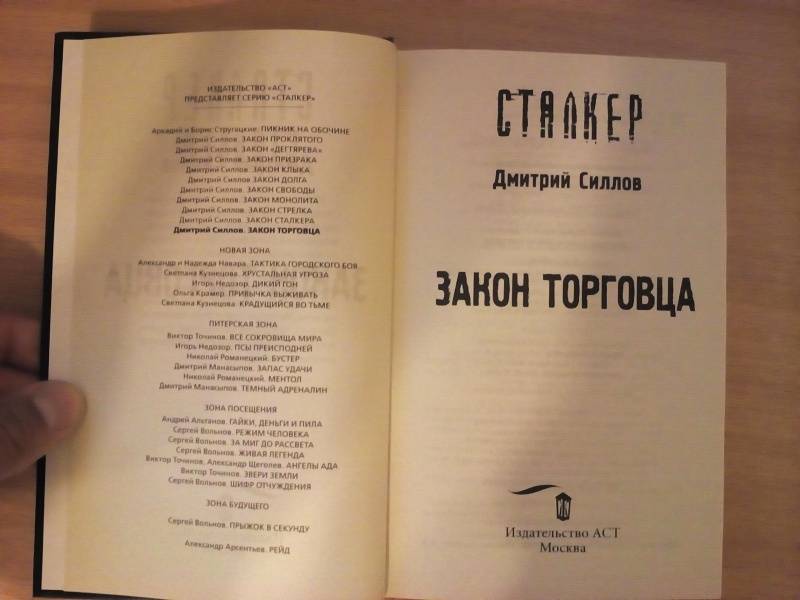 ИЗДАТЕЛЬСТВО «АСТ»
ПРЕДСТАВЛЯЕТ СЕРИЮ «СТАЛКЕР»
Аркадий и Борис Стругацкие. ПИКНИК НА ОБОЧИНЕ
Дмитрий Силлов. ЗАКОН ПРОКЛЯТОГО
Дмитрий Силлов. ЗАКОН «ДЕГТЯРЕВА»
Дмитрий Силлов. ЗАКОН ПРИЗРАКА
Дмитрий Силлов. ЗАКОН КЛЫКА
Дмитрий Силлов. ЗАКОН ДОЛГА
Дмитрий Силлов. ЗАКОН СВОБОДЫ
Дмитрий Силлов. ЗАКОН МОНОЛИТА
Дмитрий Силлов. ЗАКОН СТРЕЛКА
Дмитрий Силлов. ЗАКОН СТАЛКЕРА
Дмитрий Силлов. ЗАКОН ТОРГОВЦА
НОВАЯ ЗОНА
Александр и Надежда Навара. ТАКТИКА ГОРОДСКОГО БОЯ
Светлана Кузнецова. ХРУСТАЛЬНАЯ УГРОЗА
Игорь Недозор. ДИКИЙ ГОН
Ольга Крамер. ПРИВЫЧКА ВЫЖИВАТЬ
Светлана Кузнецова. КРАДУЩИЙСЯ ВО ТЬМЕ
ПИТЕРСКАЯ ЗОНА
Виктор Точинов. ВСЕ СОКРОВИЩА МИРА
Игорь Недозор. ПСЫ ПРЕИСПОДНЕЙ
Николай Романецкий. БУСТЕР
Дмитрий Манасыпов. ЗАПАС УДАЧИ
Николай Романецкий. МЕНТОЛ
Дмитрий Манасыпов. ТЕМНЫЙ АДРЕНАЛИН
ЗОНА ПОСЕЩЕНИЯ
Андрей Альтанов. ГАЙКИ, ДЕНЬГИ И ПИЛА
Сергей Вольнов. РЕЖИМ ЧЕЛОВЕКА
Сергей Вольнов. ЗА МИГ ДО РАССВЕТА
Сергей Вольнов. ЖИВАЯ ЛЕГЕНДА
Виктор Точинов, Александр Щеголев. АНГЕЛЫ АДА
Виктор Точинов. ЗВЕРИ ЗЕМЛИ
Сергей Вольнов. ШИФР ОТЧУЖДЕНИЯ
ЗОНА БУДУЩЕГО
Сергей Вольнов. ПРЫЖОК В СЕКУНДУ
Александр Арсентьев. РЕЙД
СТАЛКЕР
Дмитрий Силлов
ЗАКОН ТОРГОВЦА
Издательство АСТ
Москва